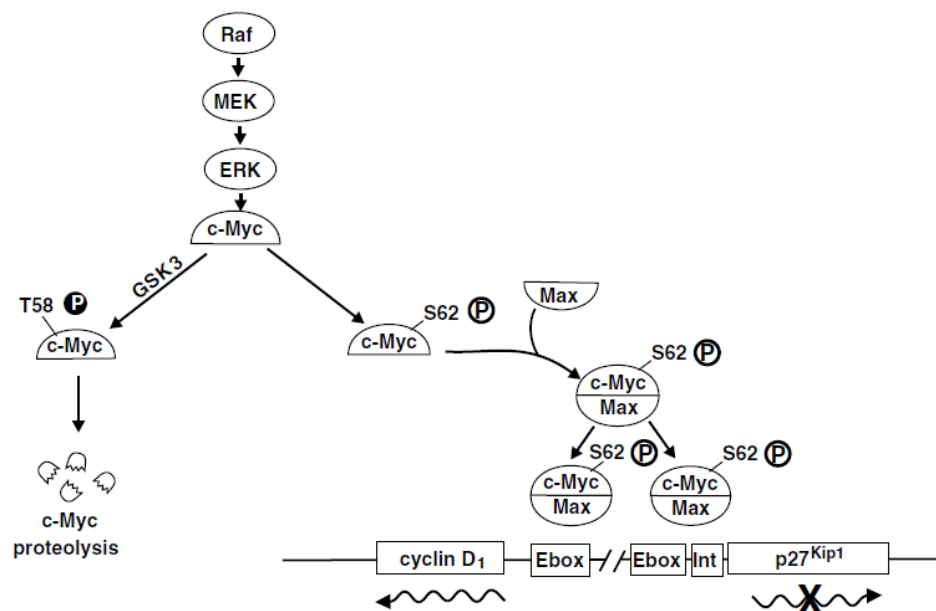 Raf
MEK
ERK
c-Myc
GSK3
T58 P
c-Myc
c-Myc
proteolysis
S62 P
c-Myc
Max
S62 P
c-Myc
Max
S62 P
c-Myc
Max
S62 P
c-Myc
Max
cyclin D1
Ebox
Ebox
Int
p27Kip1
X